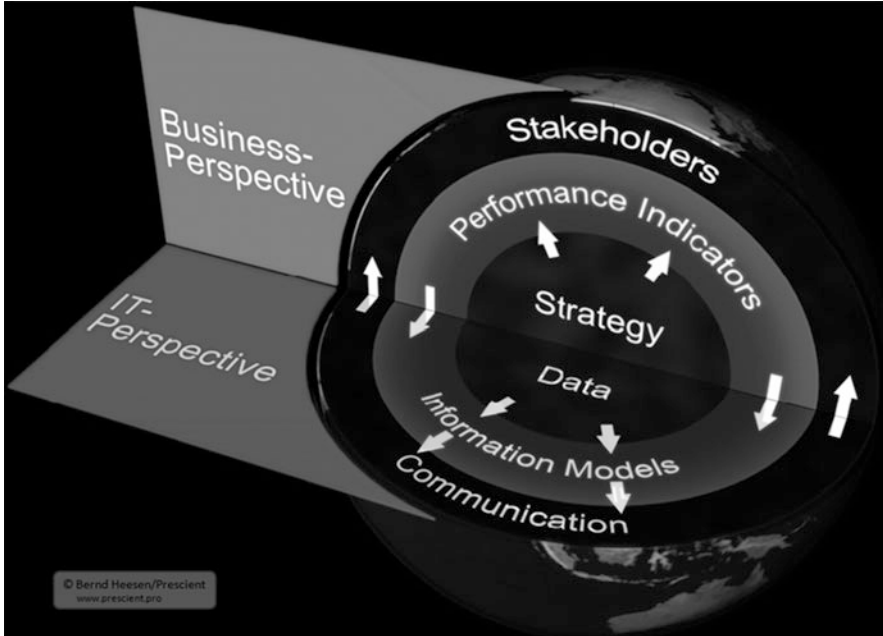 Business-
Perspective
IT-
Perspective
Stakeholders
Performance Indicators
Strategy
Data
Information Models
Communication
© Bernd Heesen/Prescient
www.prescient.pro